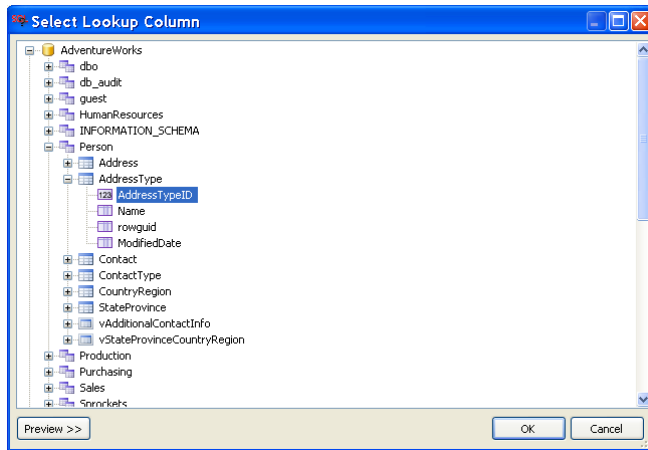 Select Lookup Column
AdventureWorks
dbo
db_audit
guest
HumanResources
INFORMATION_SCHEMA
Person
Address
AddressType
123 AddressTypeID
Name
rowguid
ModifiedDate
Contact
ContactType
CountryRegion
StateProvince
vAdditionalContactInfo
vStateProvinceCountryRegion
Production
Purchasing
Sales
Sprockets
Preview >>
OK
Cancel